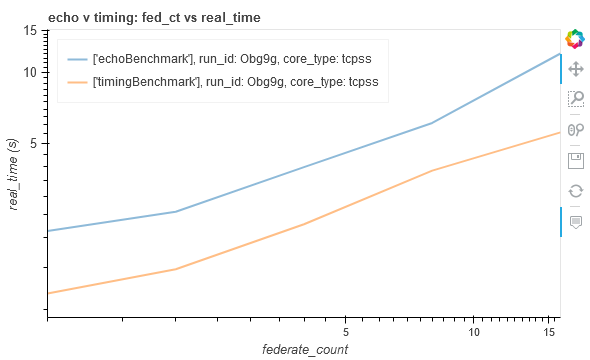 echo v timing: fed_ct vs real_time
15
['echoBenchmark'], run_id: Obg9g, core_type: tcpss
['timingBenchmark'], run_id: Obg9g, core_type: tcpss
10
5
real_time (s)
5
10
15
federate_count